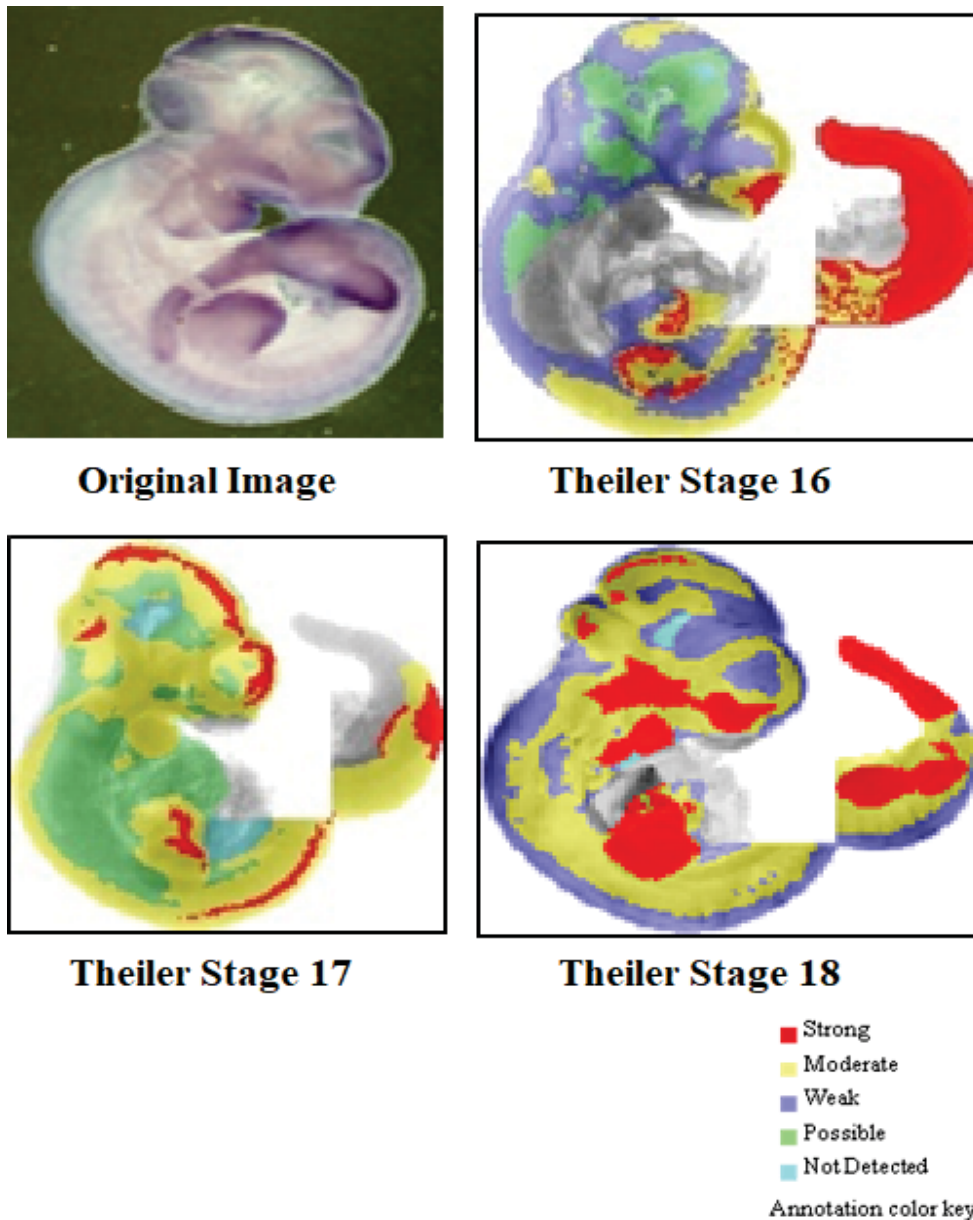 Original Image
Theiler Stage 16
Theiler Stage 17
Theiler Stage 18
Strong
Moderate
Weak
Possible
Not Detected
Annotation color key